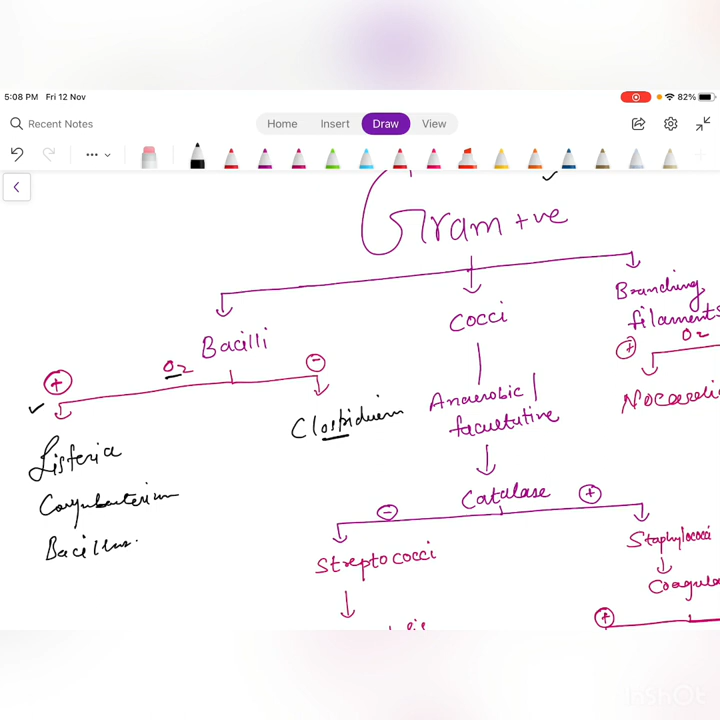 5:08 PM Fri 12 Nov
82%
Recent Notes
Home Insert Draw View
Gram +ve
Bacilli
Cocci
Branching
filaments
O2
+
Nocardia
O2
+
-
Listeria
Corynebacterium
Bacillus.
Clostridium
Anaerobic |
facultative
Catalase
-
+
Streptococci
Staphylococci
Coagula
+